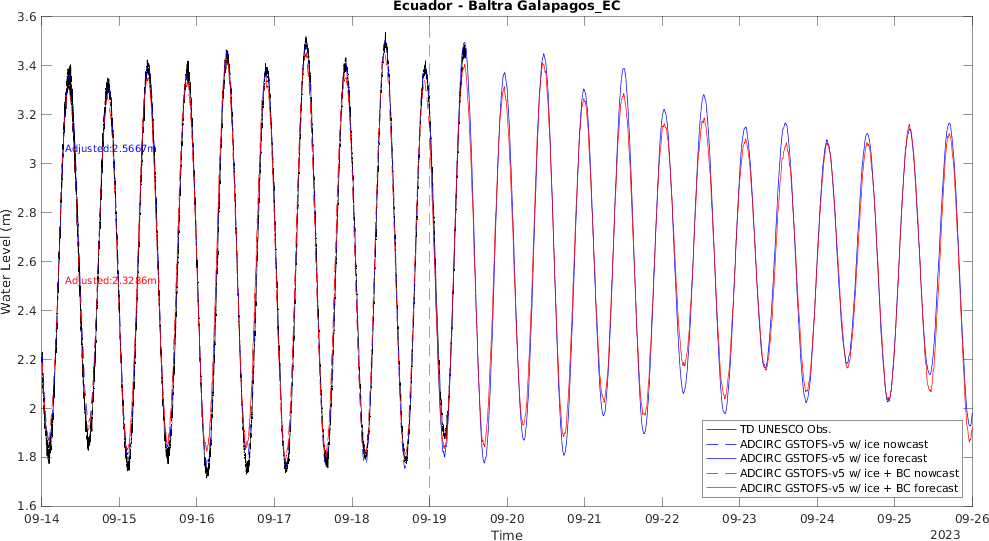 Ecuador - Baltra Galapagos_EC
3.6
3.4
3.2
3
2.8
2.6
2.4
2.2
2
1.8
1.6
Water Level (m)
Adjusted:2.5667m
Adjusted:2.3286m
TD UNESCO Obs.
ADCIRC GSTOFS-v5 w/ ice nowcast
ADCIRC GSTOFS-v5 w/ ice forecast
ADCIRC GSTOFS-v5 w/ ice + BC nowcast
ADCIRC GSTOFS-v5 w/ ice + BC forecast
09-14 09-15 09-16 09-17 09-18 09-19 09-20 09-21 09-22 09-23 09-24 09-25 09-26
Time
2023